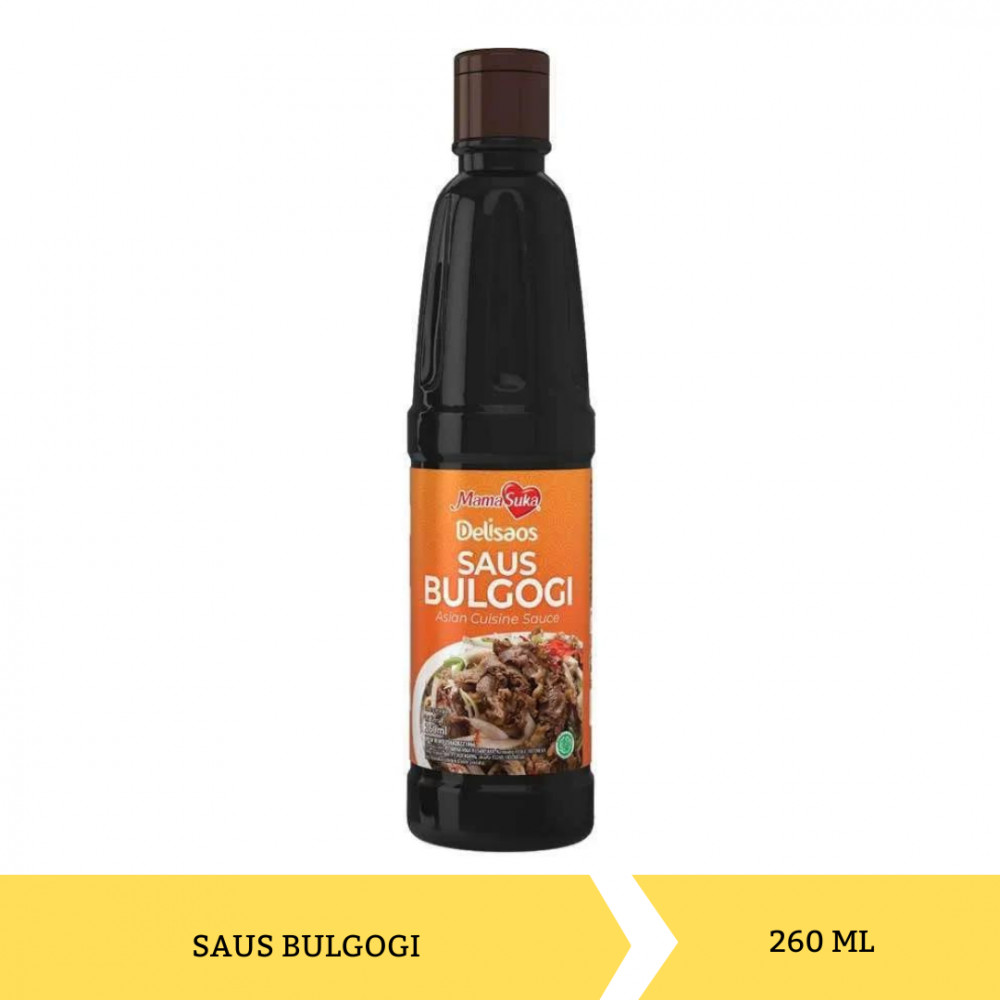 MamaSuka
Delisaos
SAUS
BULGOGI
Asian Cuisine Sauce
SAUS BULGOGI
260 ML